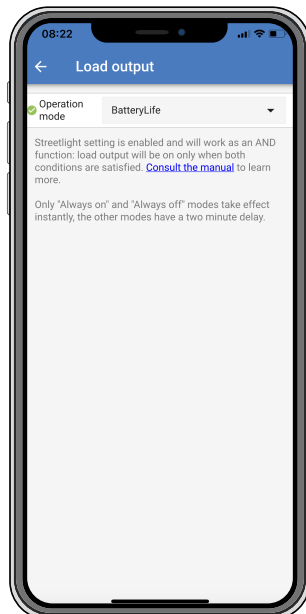 08:22
Load output
Operation
mode
BatteryLife
Streetlight setting is enabled and will work as an AND
function: load output will be on only when both
conditions are satisfied. Consult the manual to learn
more.
Only "Always on" and "Always off" modes take effect
instantly, the other modes have a two minute delay.